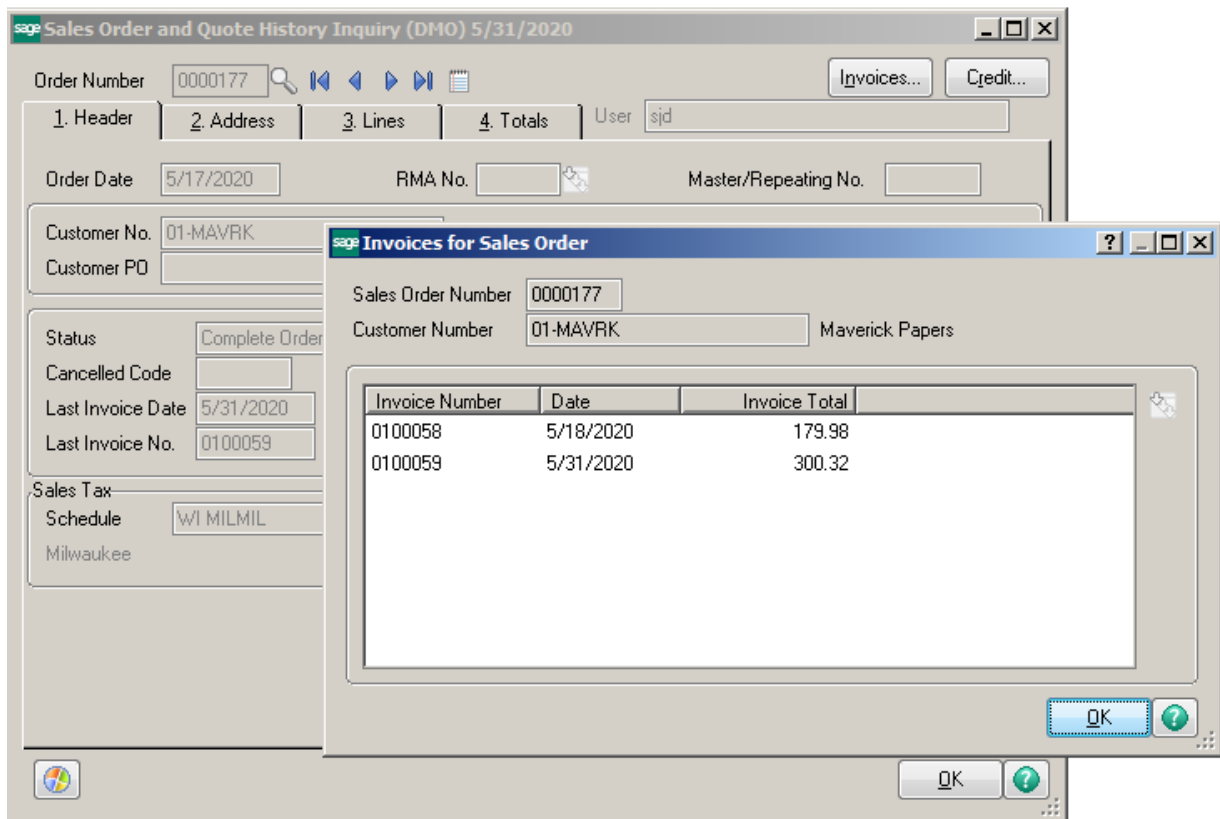 sage Sales Order and Quote History Inquiry (DMO) 5/31/2020
Order Number 0000177 Invoices... Credit...
1. Header 2. Address 3. Lines 4. Totals User sjd
Order Date 5/17/2020 RMA No. Master/Repeating No.
Customer No. 01-MAVRK
Customer PO
Status Complete Order
Cancelled Code
Last Invoice Date 5/31/2020
Last Invoice No. 0100059
Sales Tax
Schedule WI MILMIL
Milwaukee
OK
sage Invoices for Sales Order
Sales Order Number 0000177
Customer Number 01-MAVRK Maverick Papers
Invoice Number Date Invoice Total
0100058 5/18/2020 179.98
0100059 5/31/2020 300.32
OK